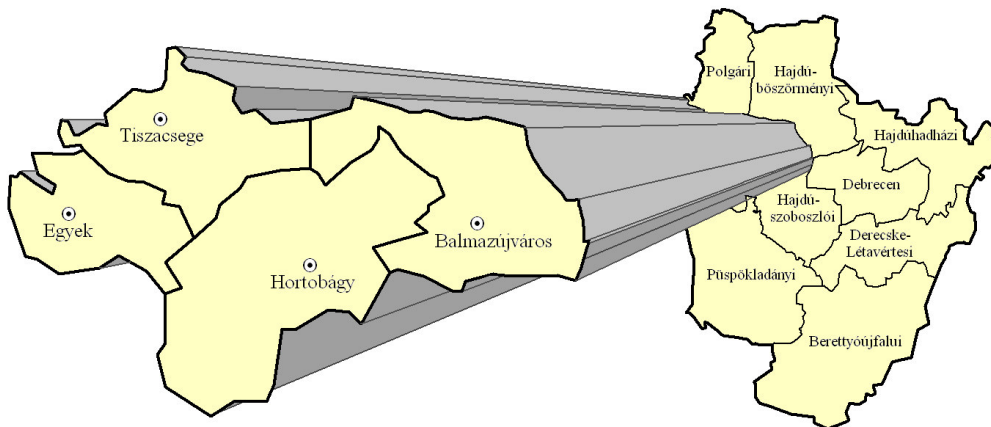 Tiszacsege
Egyek
Balmazújváros
Hortobágy
Polgári
Hajdú-
böszörményi
Hajdúhadházi
Debrecen
Hajdú-
szoboszlói
Derecske-
Létavértesi
Püspökladányi
Berettyóújfalui